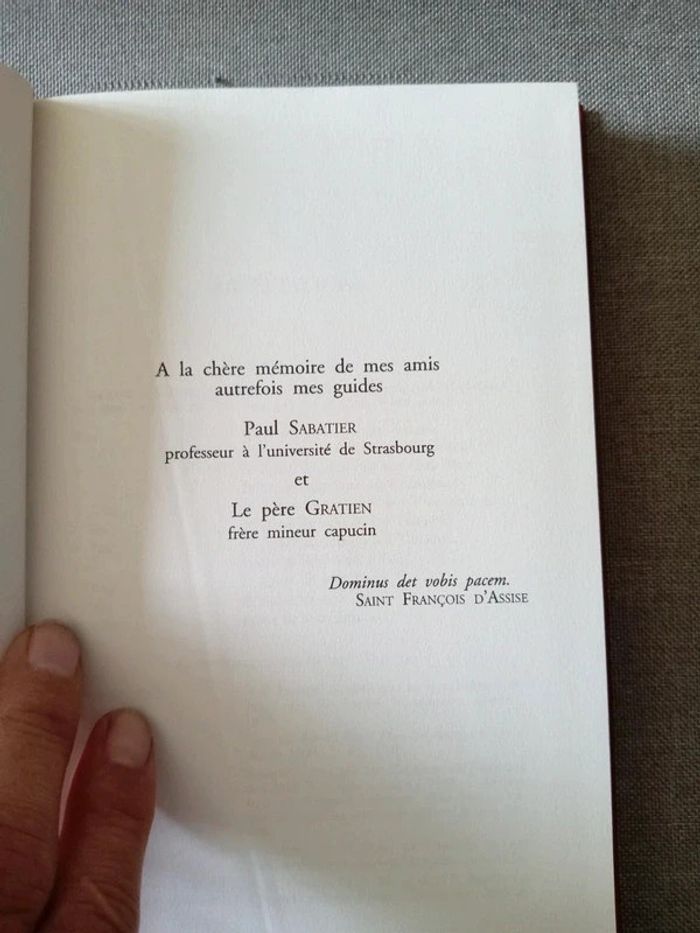 A la chère mémoire de mes amis
autrefois mes guides
Paul SABATIER
professeur à l'université de Strasbourg
et
Le père GRATIEN
frère mineur capucin
Dominus det vobis pacem.
SAINT FRANÇOIS D'ASSISE